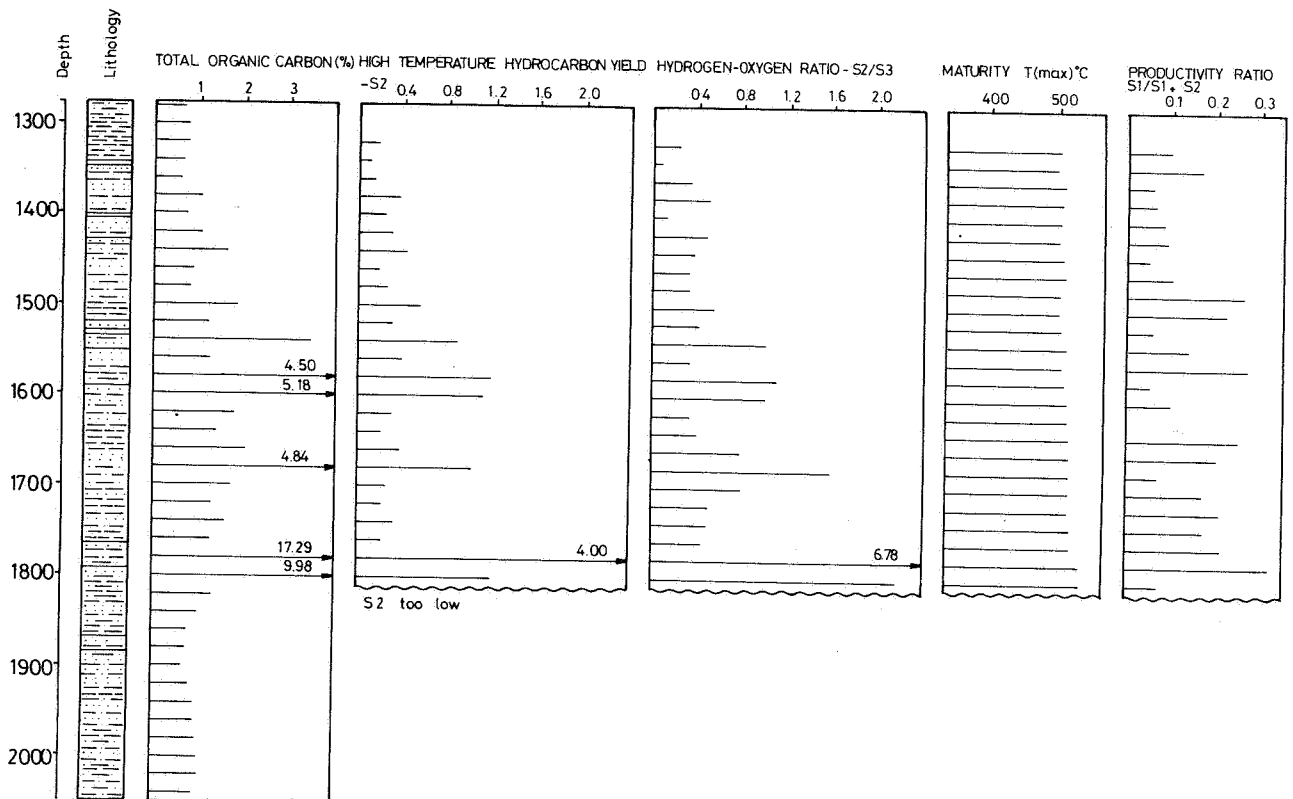 Depth
Lithology
TOTAL ORGANIC CARBON (%)
1 2 3
HIGH TEMPERATURE HYDROCARBON YIELD
-S2 0.4 0.8 1.2 1.6 2.0
HYDROGEN-OXYGEN RATIO - S2/S3
0.4 0.8 1.2 1.6 2.0
MATURITY T(max)°C
400 500
PRODUCTIVITY RATIO
S1/S1 + S2
0.1 0.2 0.3
1300
1400
1500
1600
1700
1800
1900
2000
4.50
5.18
4.84
17.29
9.98
4.00
6.78
S2 too low